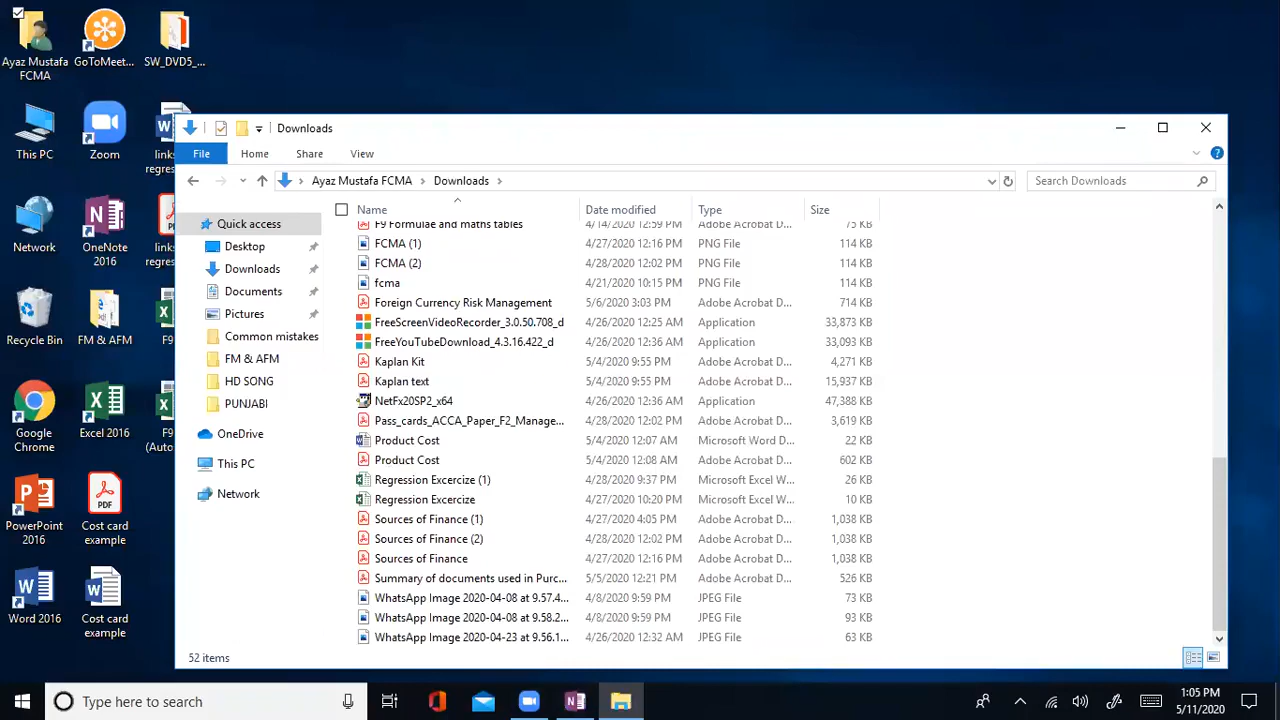 Ayaz Mustafa
FCMA
GoToMeet...
SW_DVD5_...
This PC
Zoom
links
regres
Network
OneNote
2016
links
regres
Recycle Bin
FM & AFM
F9
Google
Chrome
Excel 2016
F9
(Auto
PowerPoint
2016
Cost card
example
Word 2016
Cost card
example
Downloads
File Home Share View
Ayaz Mustafa FCMA Downloads
Search Downloads
Quick access
Desktop
Downloads
Documents
Pictures
Common mistakes
FM & AFM
HD SONG
PUNJABI
OneDrive
This PC
Network
Name Date modified Type Size
F9 Formulae and maths tables 4/14/2020 12:59 PM Adobe Acrobat D... 75 KB
FCMA (1) 4/27/2020 12:16 PM PNG File 114 KB
FCMA (2) 4/28/2020 12:02 PM PNG File 114 KB
fcma 4/21/2020 10:15 PM PNG File 114 KB
Foreign Currency Risk Management 5/6/2020 3:03 PM Adobe Acrobat D... 714 KB
FreeScreenVideoRecorder_3.0.50.708_d 4/26/2020 12:25 AM Application 33,873 KB
FreeYouTubeDownload_4.3.16.422_d 4/26/2020 12:36 AM Application 33,093 KB
Kaplan Kit 5/4/2020 9:55 PM Adobe Acrobat D... 4,271 KB
Kaplan text 5/4/2020 9:55 PM Adobe Acrobat D... 15,937 KB
NetFx20SP2_x64 4/26/2020 12:36 AM Application 47,388 KB
Pass_cards_ACCA_Paper_F2_Manage... 4/28/2020 12:02 PM Adobe Acrobat D... 3,619 KB
Product Cost 5/4/2020 12:07 AM Microsoft Word D... 22 KB
Product Cost 5/4/2020 12:08 AM Adobe Acrobat D... 602 KB
Regression Excercize (1) 4/28/2020 9:37 PM Microsoft Excel W... 26 KB
Regression Excercize 4/27/2020 10:20 PM Microsoft Excel W... 10 KB
Sources of Finance (1) 4/27/2020 4:05 PM Adobe Acrobat D... 1,038 KB
Sources of Finance (2) 4/28/2020 12:02 PM Adobe Acrobat D... 1,038 KB
Sources of Finance 4/27/2020 12:16 PM Adobe Acrobat D... 1,038 KB
Summary of documents used in Purc... 5/5/2020 12:21 PM Adobe Acrobat D... 526 KB
WhatsApp Image 2020-04-08 at 9.57.4... 4/8/2020 9:59 PM JPEG File 73 KB
WhatsApp Image 2020-04-08 at 9.58.2... 4/8/2020 9:59 PM JPEG File 93 KB
WhatsApp Image 2020-04-23 at 9.56.1... 4/26/2020 12:32 AM JPEG File 63 KB
52 items
Type here to search
1:05 PM
5/11/2020